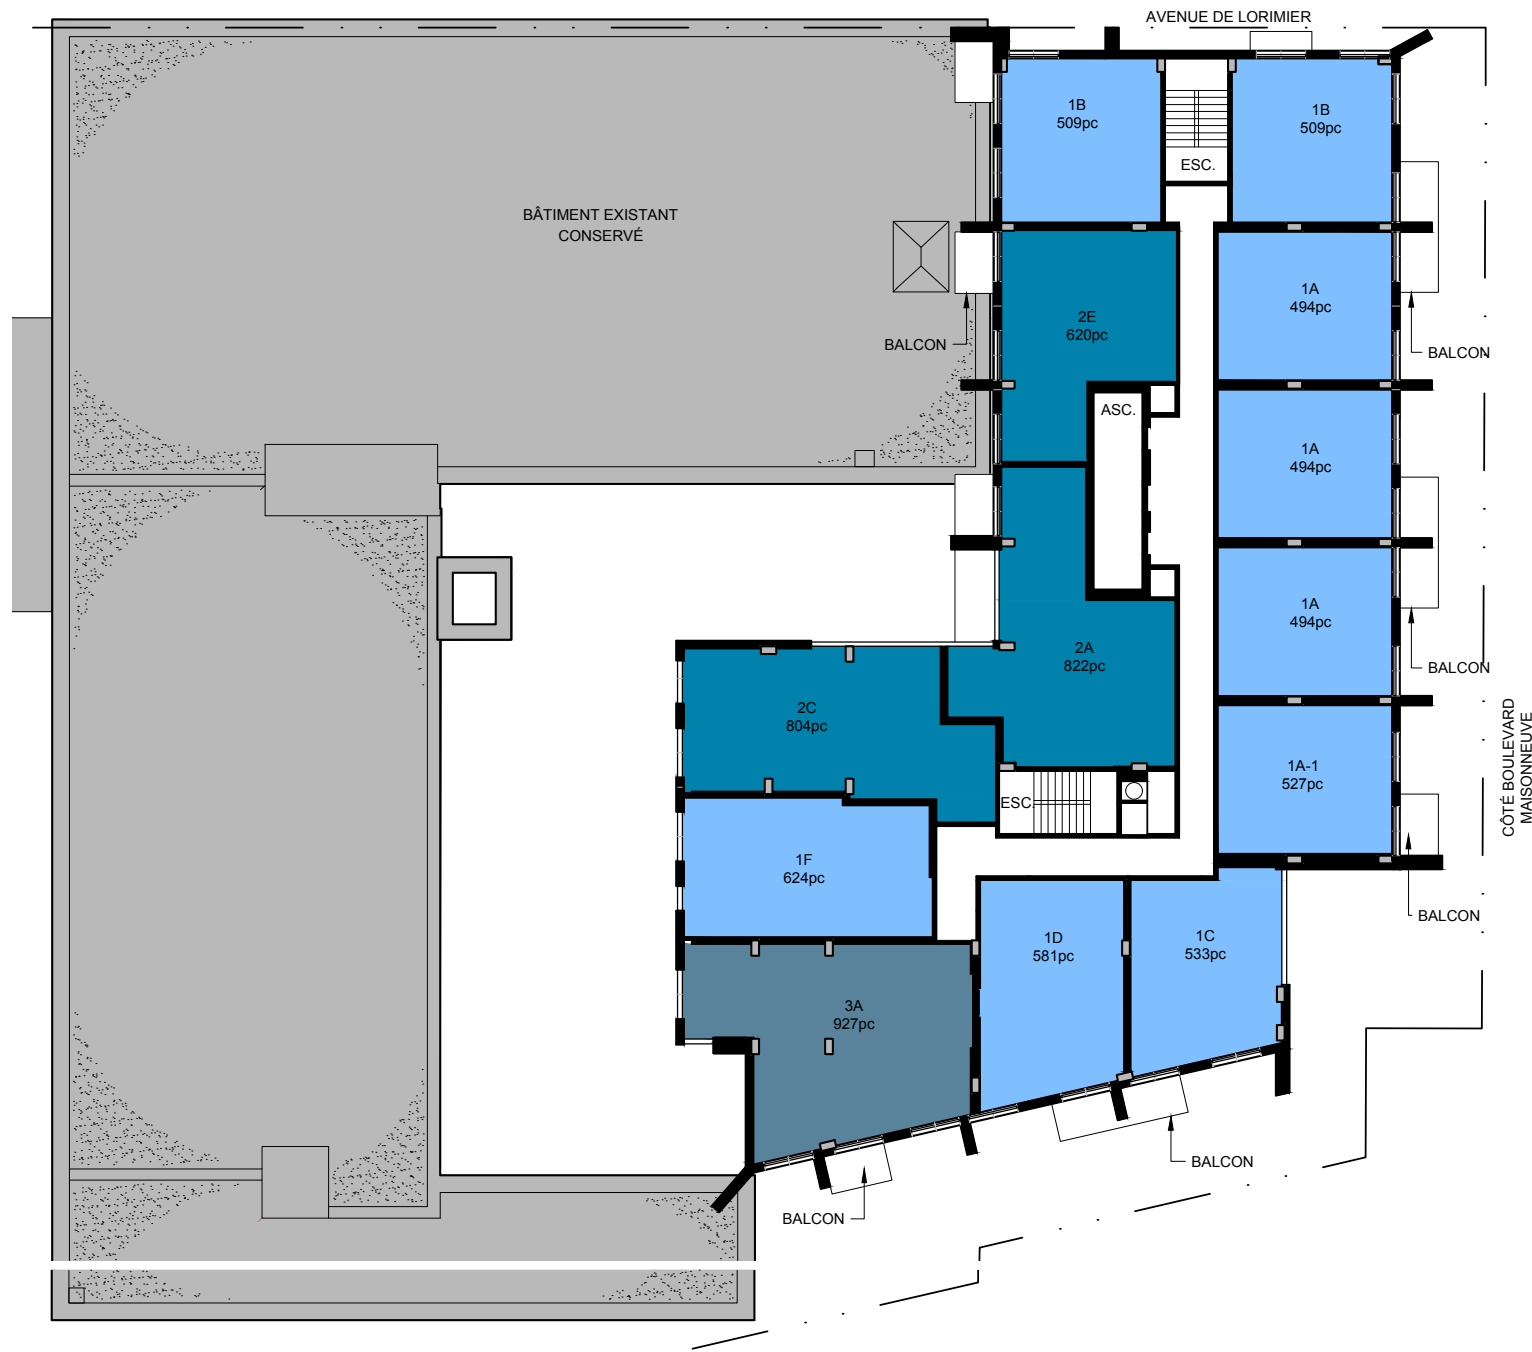 AVENUE DE LORIMIER
1B
509pc
1B
509pc
ESC.
BÂTIMENT EXISTANT
CONSERVÉ
1A
494pc
2E
620pc
BALCON
BALCON
ASC.
1A
494pc
1A
494pc
2A
822pc
BALCON
2C
804pc
CÔTÉ BOULEVARD
MAISONNEUVE
1A-1
527pc
ESC.
1F
624pc
BALCON
1D
581pc
1C
533pc
3A
927pc
BALCON
BALCON